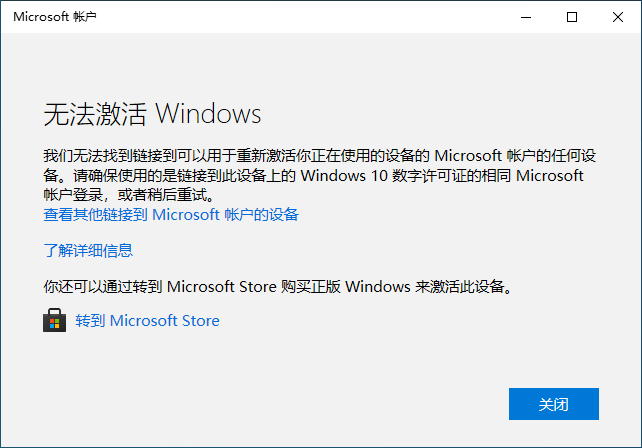 Microsoft 帐户
无法激活 Windows
我们无法找到链接到可以用于重新激活你正在使用的设备的 Microsoft 帐户的任何设
备。请确保使用的是链接到此设备上的 Windows 10 数字许可证的相同 Microsoft
帐户登录，或者稍后重试。
查看其他链接到 Microsoft 帐户的设备
了解详细信息
你还可以通过转到 Microsoft Store 购买正版 Windows 来激活此设备。
转到 Microsoft Store
关闭